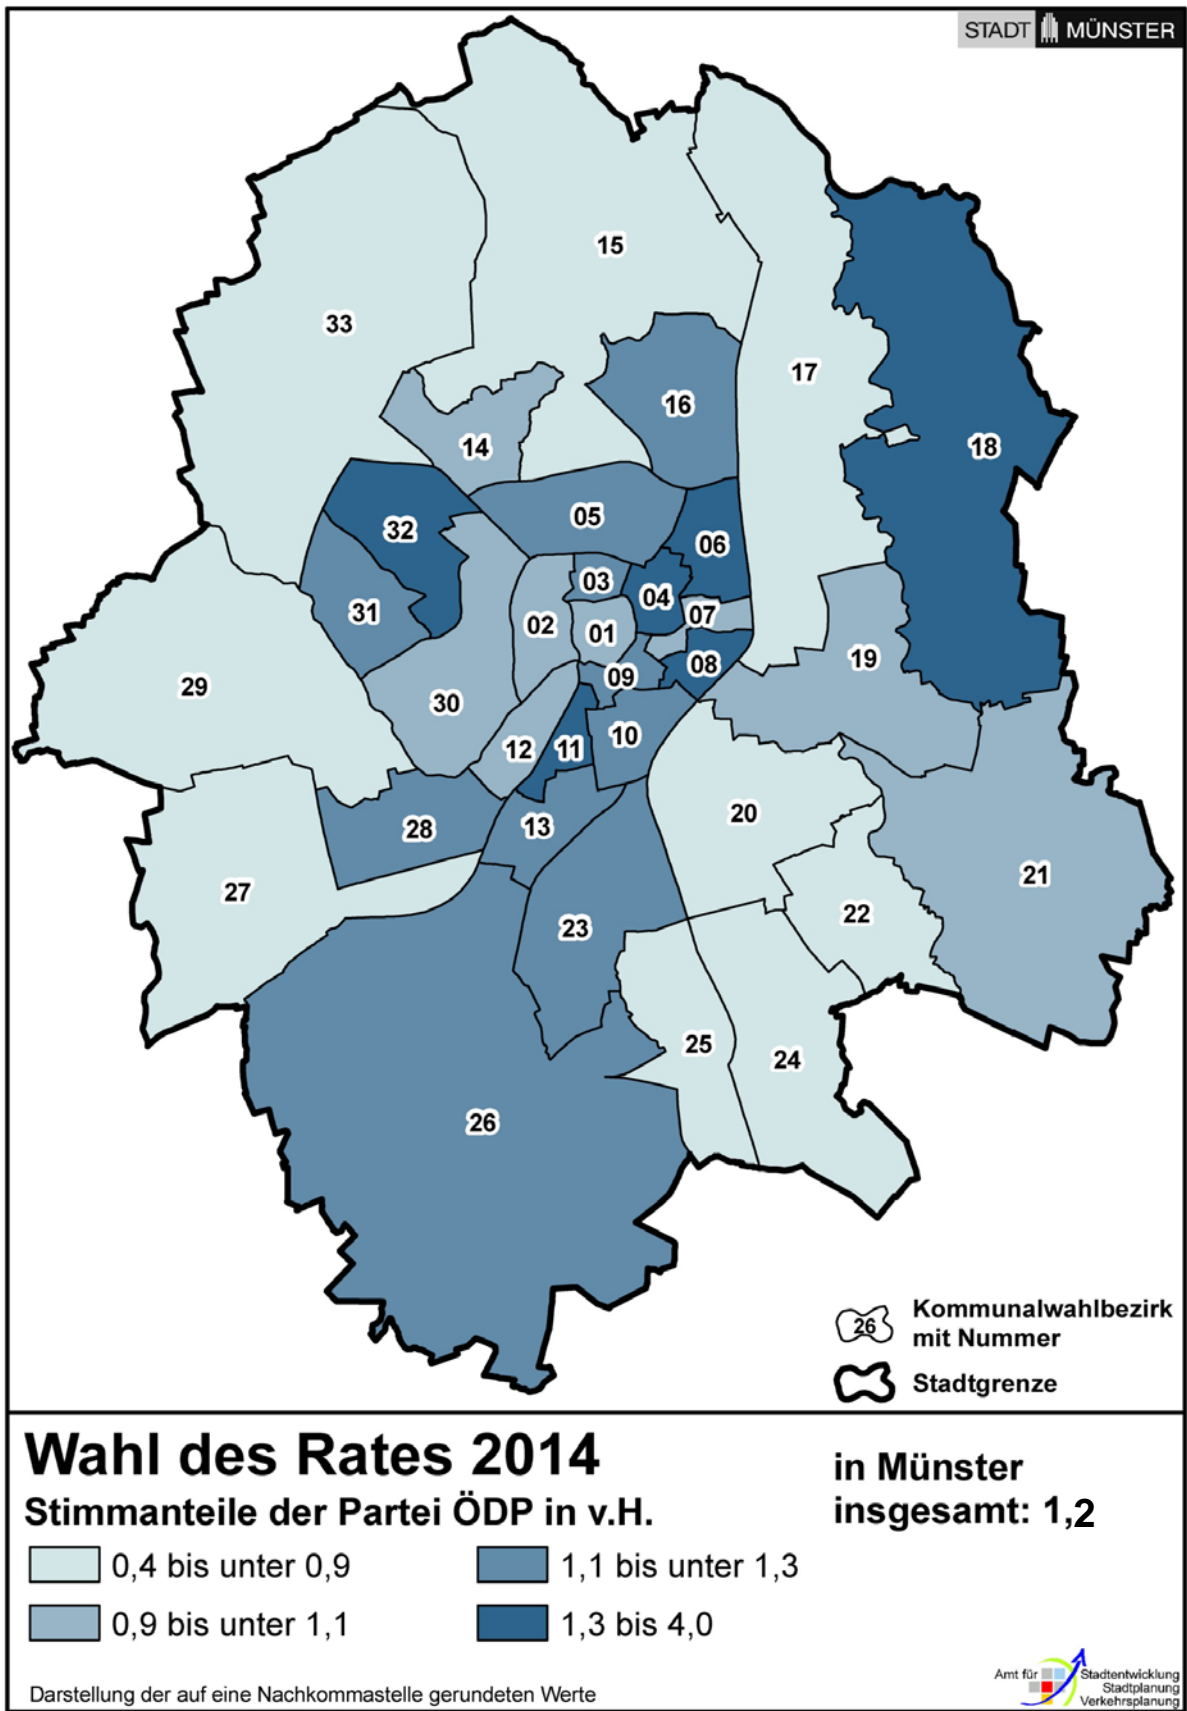 STADT MÜNSTER
15
33
17
16
14
18
05
32
06
03
04
31
07
02
01
19
08
09
29
30
10
12
11
20
28
13
21
27
22
23
25
24
26
26
Kommunalwahlbezirk
mit Nummer
Stadtgrenze
Wahl des Rates 2014
Stimmanteile der Partei ÖDP in v.H.
in Münster
insgesamt: 1,2
0,4 bis unter 0,9
1,1 bis unter 1,3
0,9 bis unter 1,1
1,3 bis 4,0
Darstellung der auf eine Nachkommastelle gerundeten Werte
Amt für Stadtentwicklung
Stadtplanung
Verkehrsplanung